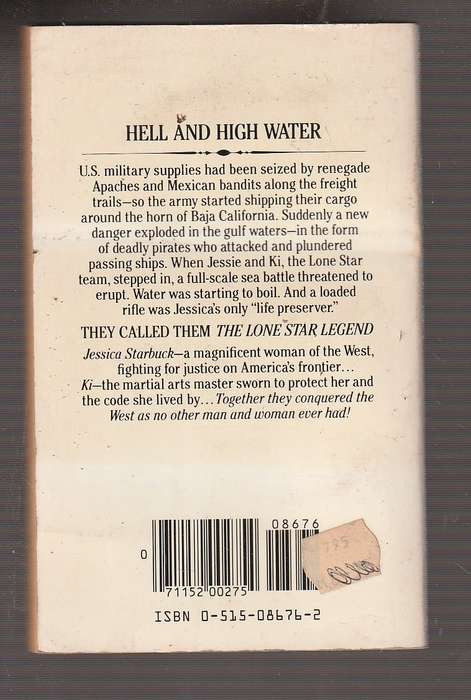 HELL AND HIGH WATER
U.S. military supplies had been seized by renegade
Apaches and Mexican bandits along the freight
trails—so the army started shipping their cargo
around the horn of Baja California. Suddenly a new
danger exploded in the gulf waters—in the form
of deadly pirates who attacked and plundered
passing ships. When Jessie and Ki, the Lone Star
team, stepped in, a full-scale sea battle threatened to
erupt. Water was starting to boil. And a loaded
rifle was Jessica's only "life preserver."
THEY CALLED THEM THE LONE STAR LEGEND
Jessica Starbuck—a magnificent woman of the West,
fighting for justice on America's frontier...
Ki—the martial arts master sworn to protect her and
the code she lived by... Together they conquered the
West as no other man and woman ever had!
08676
0
71152 00275
ISBN 0-515-08676-2